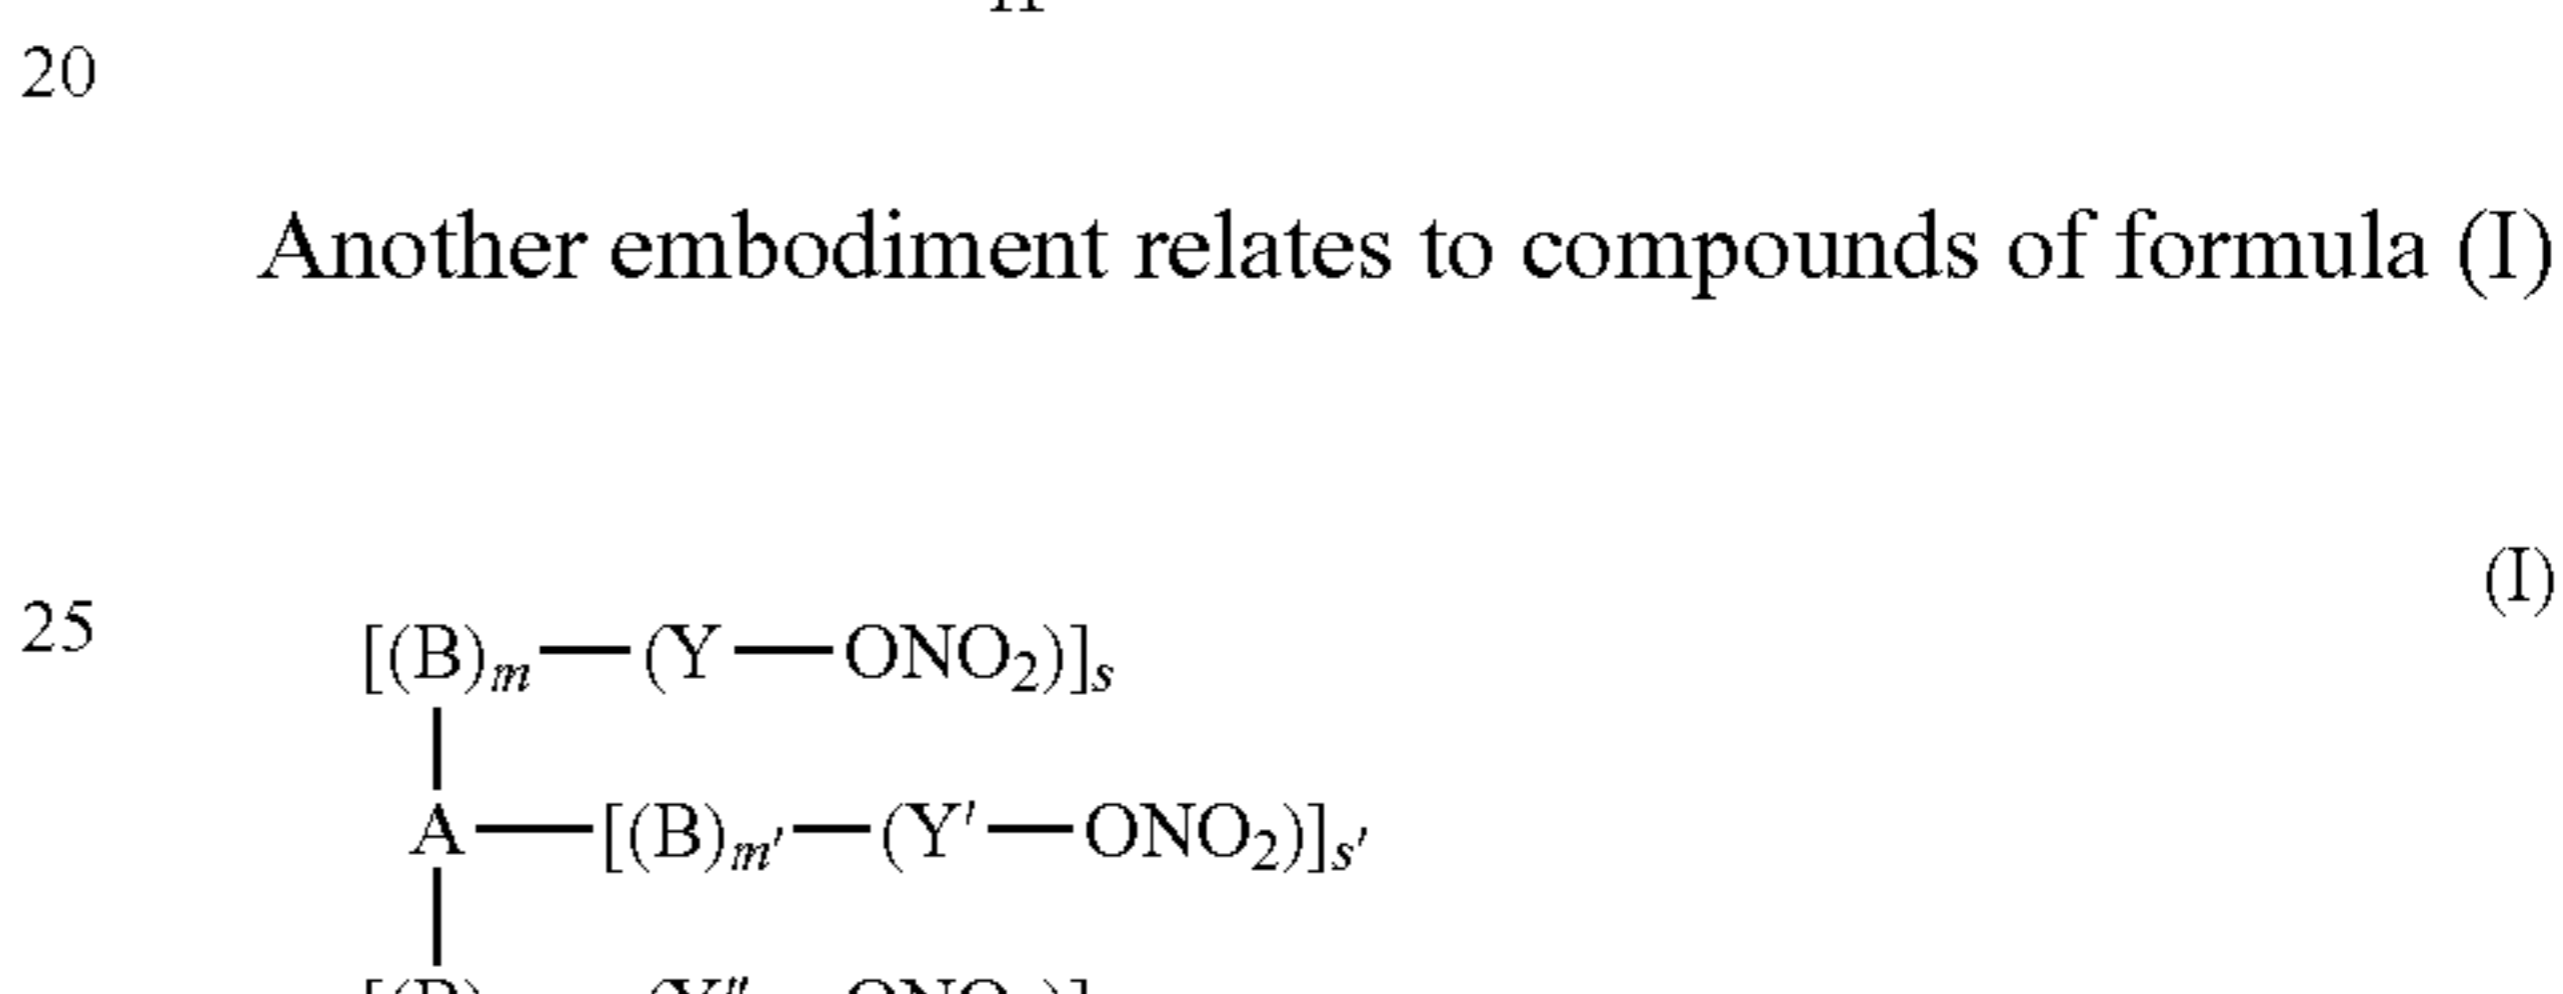 20
Another embodiment relates to compounds of formula (I)
(I)
25
[(B)m—(Y—ONO₂)]s
A—[(B)m'—(Y'—ONO₂)]s'